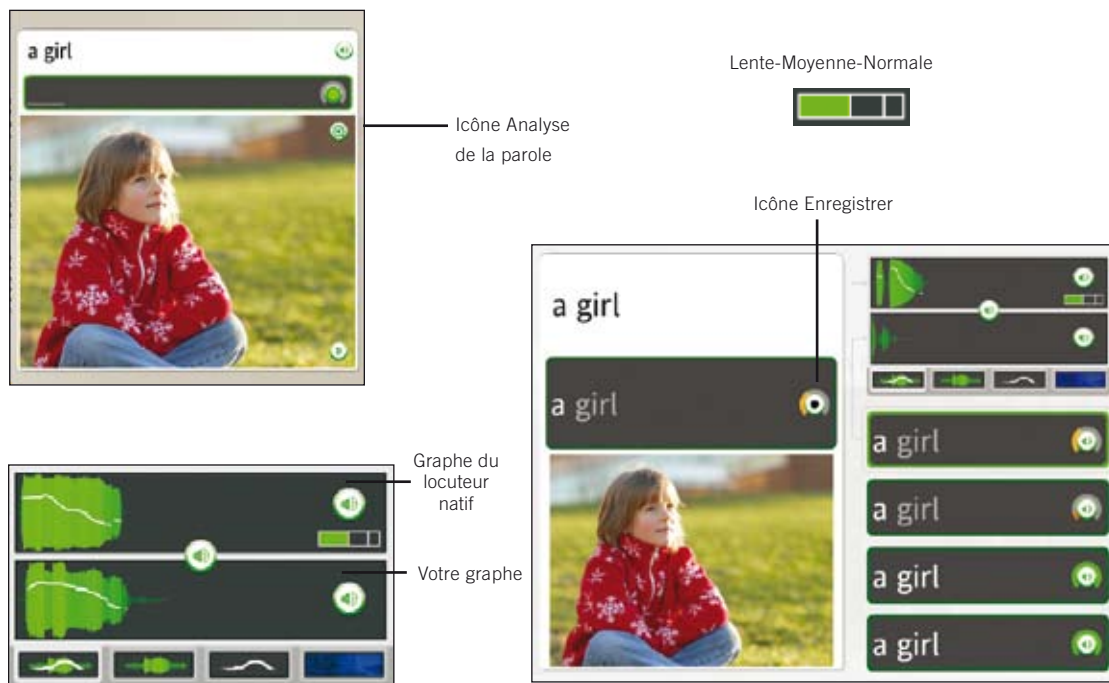 a girl
Icône Analyse
de la parole
Lente-Moyenne-Normale
Icône Enregistrer
a girl
a girl
a girl
a girl
a girl
a girl
Graphe du
locuteur
natif
Votre graphe